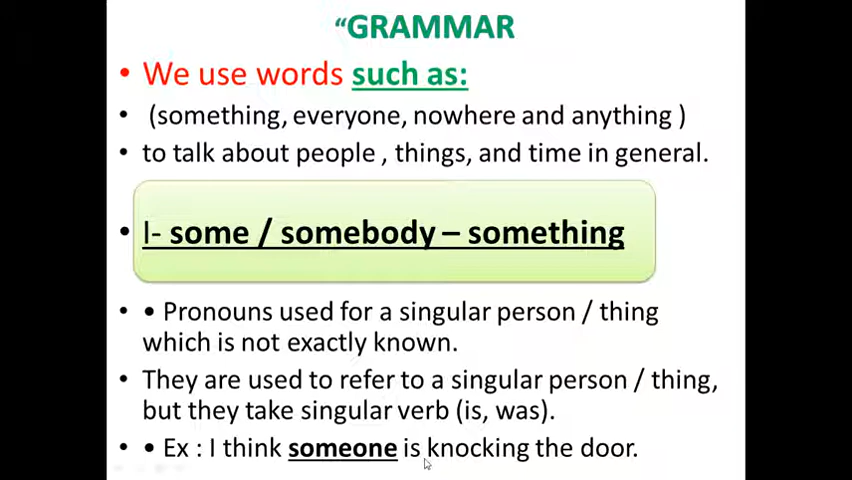 “GRAMMAR
• We use words such as:
• (something, everyone, nowhere and anything )
• to talk about people , things, and time in general.
• I- some / somebody – something
• • Pronouns used for a singular person / thing
which is not exactly known.
• They are used to refer to a singular person / thing,
but they take singular verb (is, was).
• • Ex : I think someone is knocking the door.